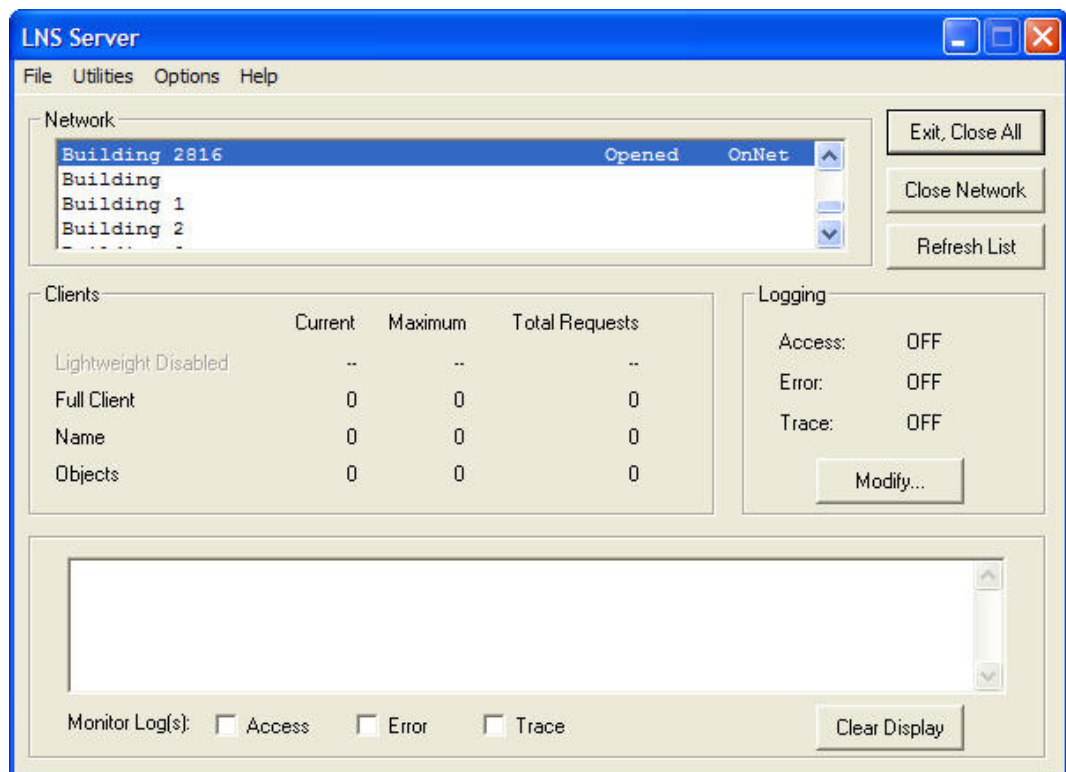 LNS Server
File Utilities Options Help
Network
Building 2816 Opened OnNet
Building
Building 1
Building 2
Exit, Close All
Close Network
Refresh List
Clients
Current Maximum Total Requests
Lightweight Disabled -- -- --
Full Client 0 0 0
Name 0 0 0
Objects 0 0 0
Logging
Access: OFF
Error: OFF
Trace: OFF
Modify...
Monitor Log(s): Access Error Trace
Clear Display